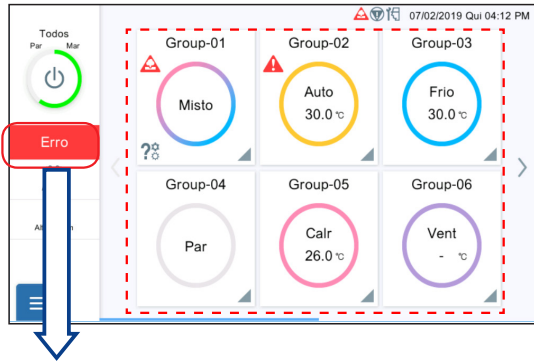 07/02/2019 Qui 04:12 PM
Todos
Par Mar
Erro
Group-01
Misto
Group-02
Auto
30.0 ℃
Group-03
Frio
30.0 ℃
Group-04
Par
Group-05
Calr
26.0 ℃
Group-06
Vent
- ℃